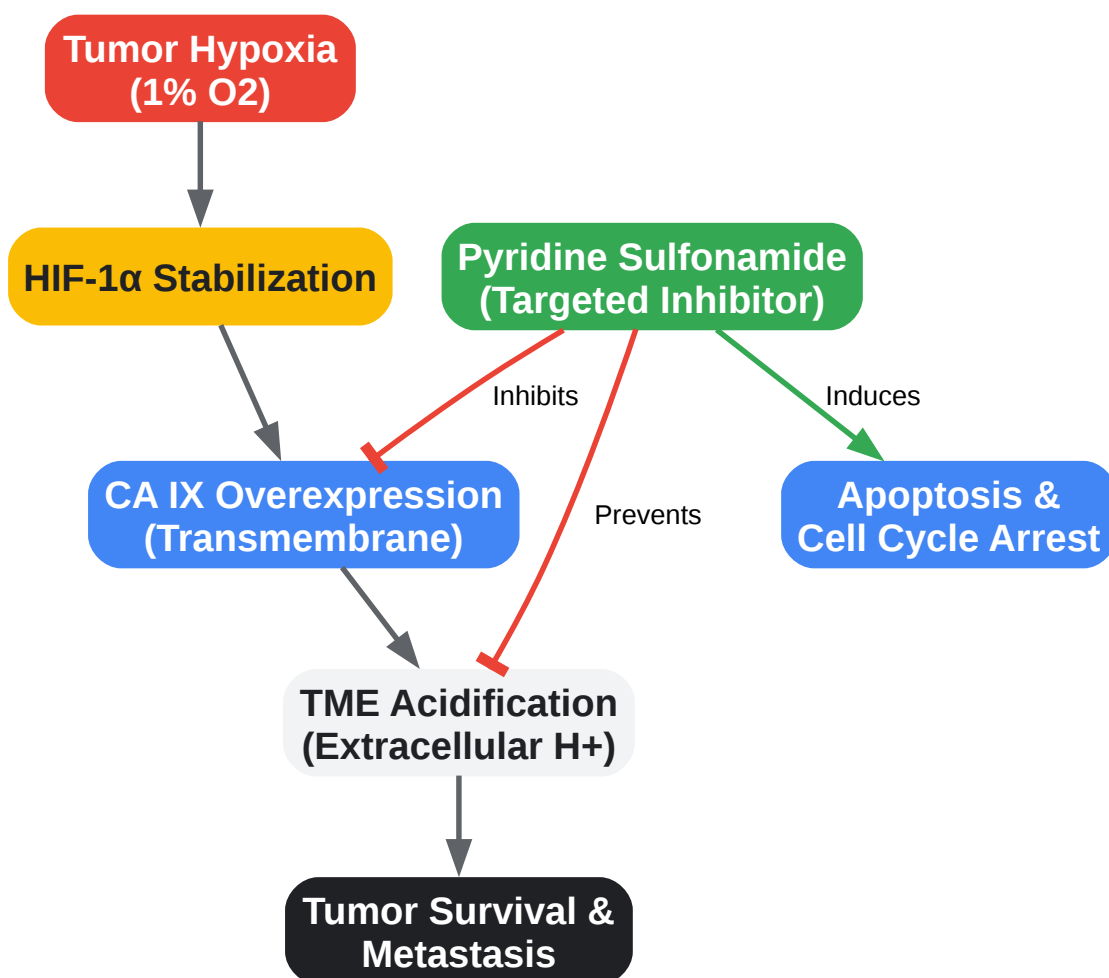 Tumor Hypoxia
(1% O2)
HIF-1α Stabilization
Pyridine Sulfonamide
(Targeted Inhibitor)
Inhibits
Induces
CA IX Overexpression
(Transmembrane)
Prevents
Apoptosis &
Cell Cycle Arrest
TME Acidification
(Extracellular H+)
Tumor Survival &
Metastasis